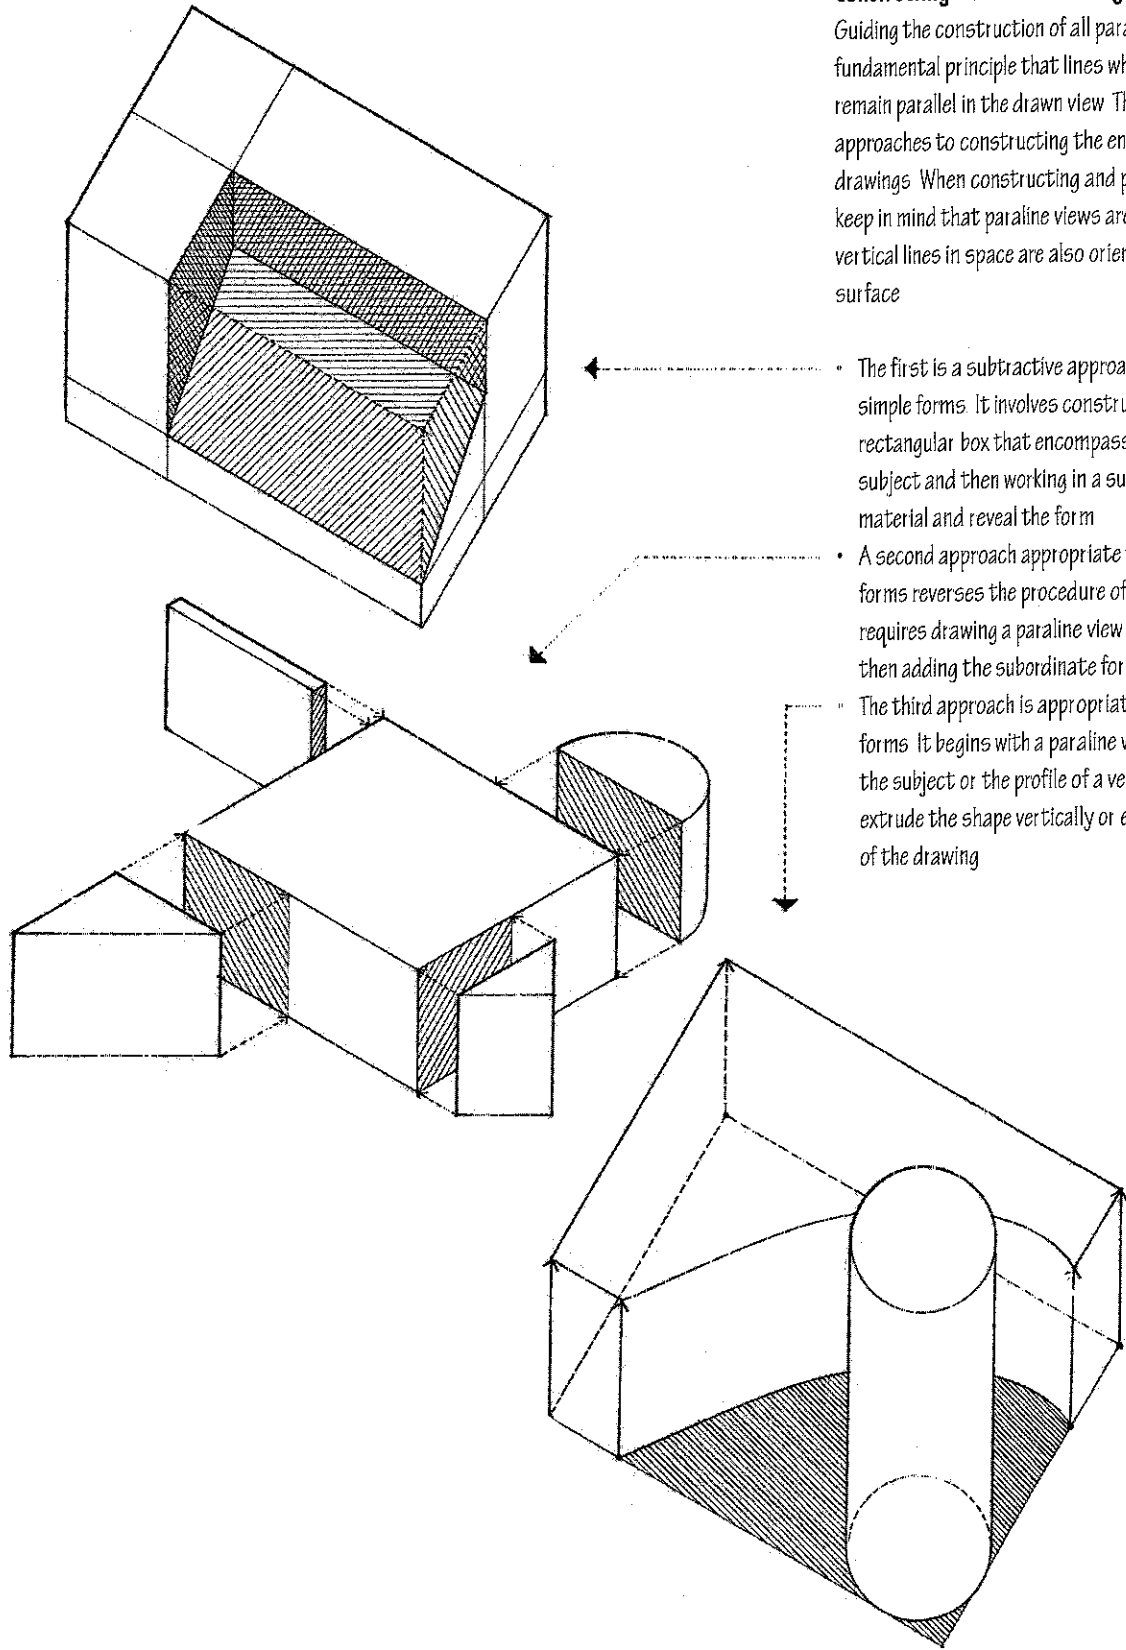 Guiding the construction of all para
fundamental principle that lines wh
remain parallel in the drawn view Th
approaches to constructing the en
drawings When constructing and p
keep in mind that paraline views are
vertical lines in space are also orien
surface
• The first is a subtractive approa
simple forms. It involves constru
rectangular box that encompass
subject and then working in a su
material and reveal the form
• A second approach appropriate
forms reverses the procedure of
requires drawing a paraline view
then adding the subordinate for
• The third approach is appropriat
forms It begins with a paraline v
the subject or the profile of a ve
extrude the shape vertically or e
of the drawing